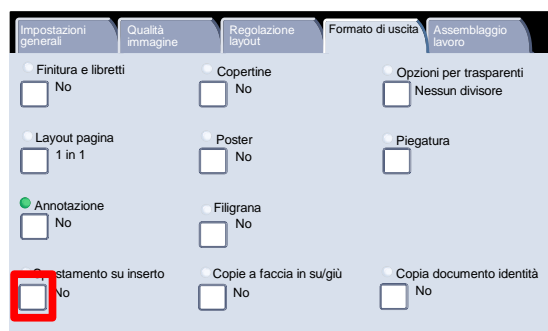 Impostazioni
generali
Qualità
immagine
Regolazione
layout
Formato di uscita
Assemblaggio
lavoro
Finitura e libretti
No
Copertine
No
Opzioni per trasparenti
Nessun divisore
Layout pagina
1 in 1
Poster
No
Piegatura
Annotazione
No
Filigrana
No
Spostamento su inserto
No
Copie a faccia in su/giù
No
Copia documento identità
No